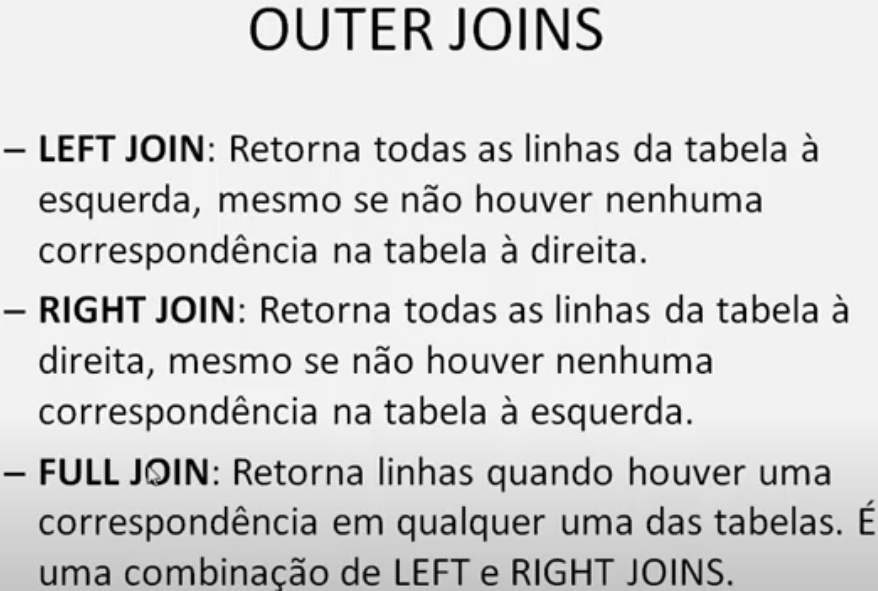 OUTER JOINS
– LEFT JOIN: Retorna todas as linhas da tabela à
esquerda, mesmo se não houver nenhuma
correspondência na tabela à direita.
– RIGHT JOIN: Retorna todas as linhas da tabela à
direita, mesmo se não houver nenhuma
correspondência na tabela à esquerda.
– FULL JOIN: Retorna linhas quando houver uma
correspondência em qualquer uma das tabelas. É
uma combinação de LEFT e RIGHT JOINS.